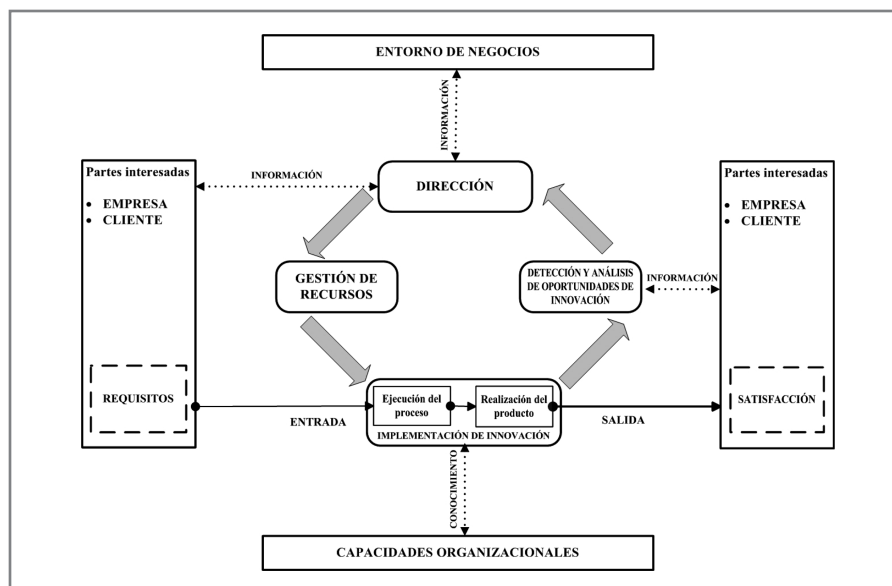 ENTORNO DE NEGOCIOS
INFORMACIÓN
Partes interesadas
• EMPRESA
• CLIENTE
INFORMACIÓN
DIRECCIÓN
Partes interesadas
• EMPRESA
• CLIENTE
GESTIÓN DE
RECURSOS
DETECCIÓN Y ANÁLISIS
DE OPORTUNIDADES DE
INNOVACIÓN
INFORMACIÓN
REQUISITOS
ENTRADA
Ejecución del
proceso
Realización del
producto
IMPLEMENTACIÓN DE INNOVACIÓN
SALIDA
SATISFACCIÓN
CONOCIMIENTO
CAPACIDADES ORGANIZACIONALES